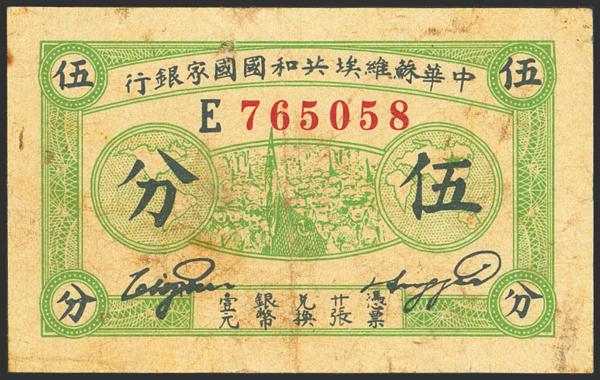 中華蘇維埃共和國國家銀行
E 765058
伍 伍
伍分
分 分
憑票廿張兌換銀幣壹元